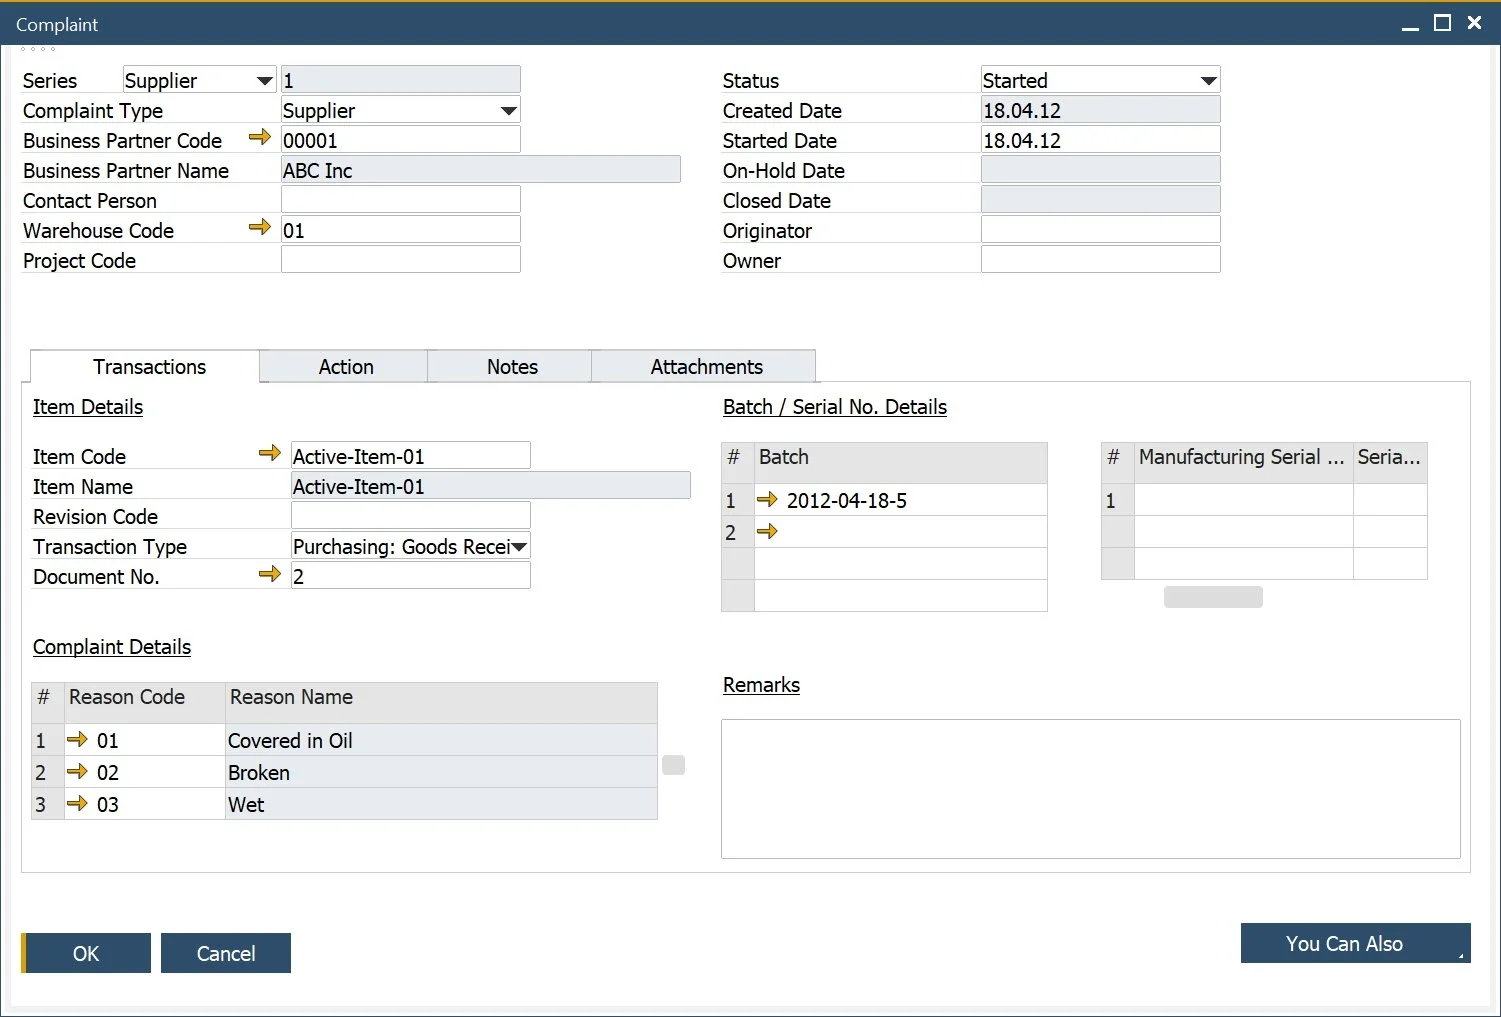 Complaint
Series Supplier 1
Complaint Type Supplier
Business Partner Code 00001
Business Partner Name ABC Inc
Contact Person
Warehouse Code 01
Project Code
Status Started
Created Date 18.04.12
Started Date 18.04.12
On-Hold Date
Closed Date
Originator
Owner
Transactions Action Notes Attachments
Item Details
Item Code Active-Item-01
Item Name Active-Item-01
Revision Code
Transaction Type Purchasing: Goods Recei
Document No. 2
Complaint Details
# Reason Code Reason Name
1 01 Covered in Oil
2 02 Broken
3 03 Wet
Batch / Serial No. Details
# Batch
1 2012-04-18-5
2
# Manufacturing Serial ... Seria...
1
Remarks
OK Cancel You Can Also